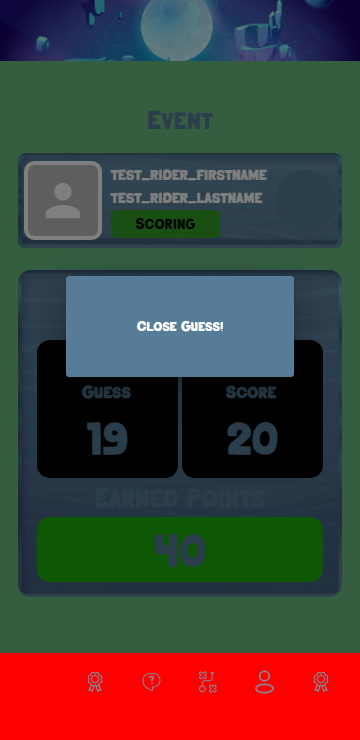 Event
TEST_RIDER_FIRSTNAME
TEST_RIDER_LASTNAME
Scoring
Close Guess!
Guess
Score
19
20
Earned Points
40